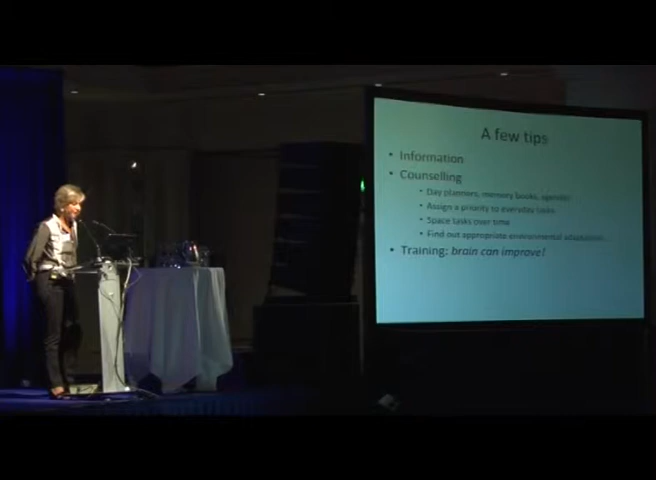 A few tips
• Information
• Counselling
• Day planners, memory books, agendas
• Assign a priority to everyday tasks
• Space tasks over time
• Find out appropriate environmental adaptations
• Training: brain can improve!